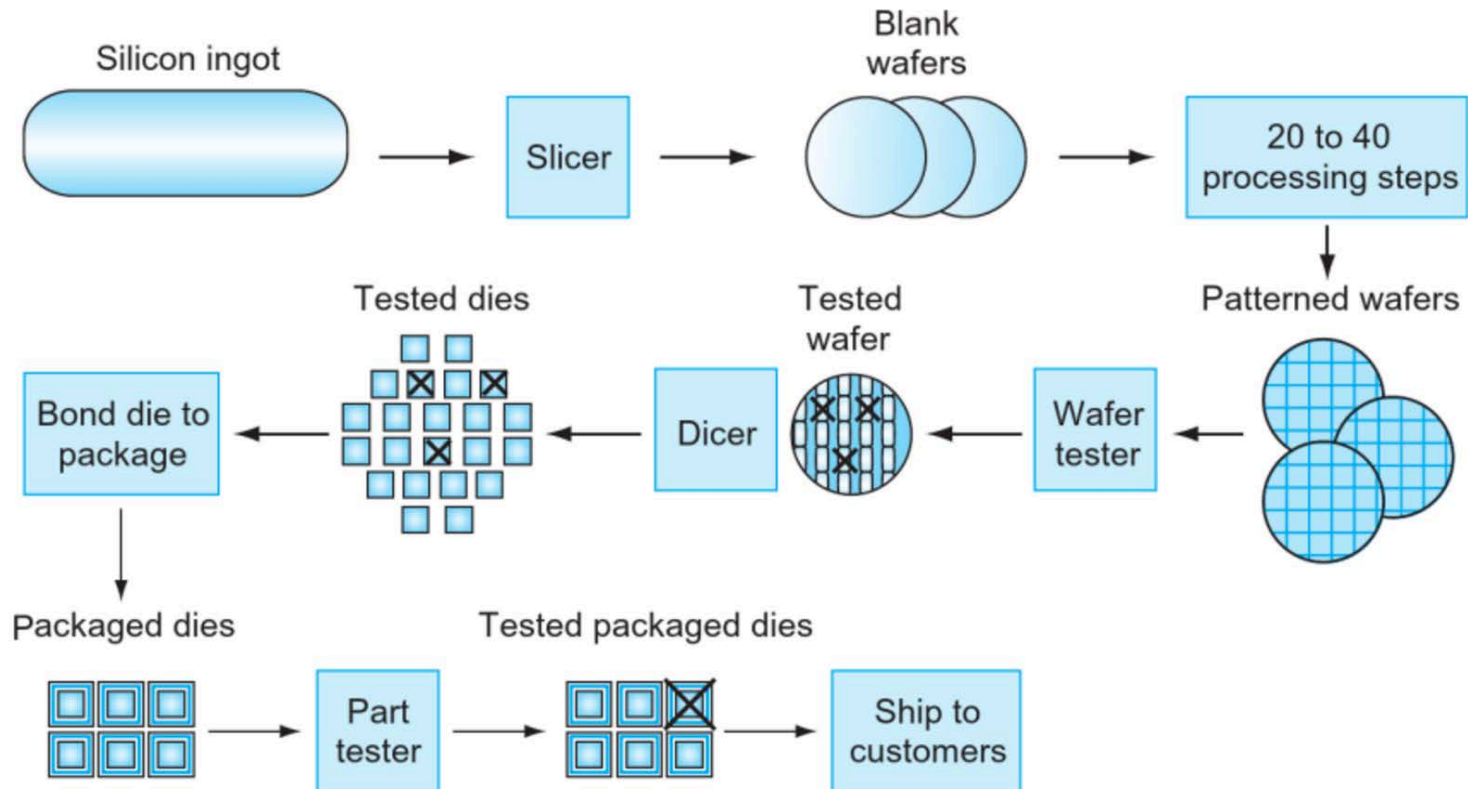 Silicon ingot
Slicer
Blank
wafers
20 to 40
processing steps
Patterned wafers
Wafer
tester
Tested
wafer
Dicer
Tested dies
Bond die to
package
Packaged dies
Part
tester
Tested packaged dies
Ship to
customers